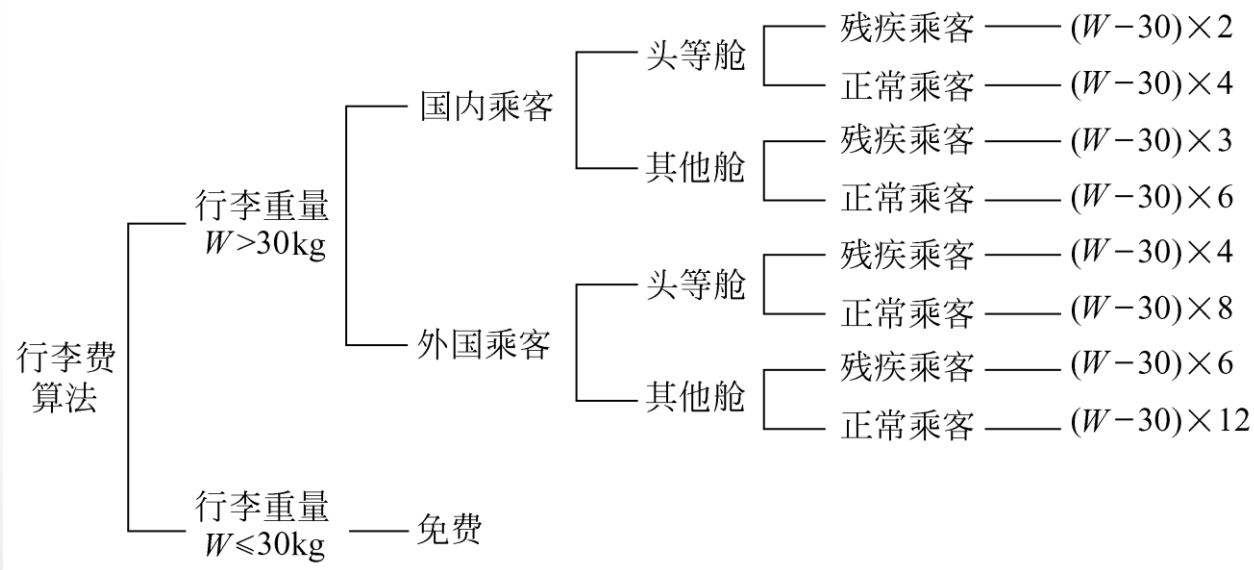 头等舱
残疾乘客 (W-30)×2
正常乘客 (W-30)×4
国内乘客
其他舱
残疾乘客 (W-30)×3
正常乘客 (W-30)×6
行李重量
W>30kg
头等舱
残疾乘客 (W-30)×4
正常乘客 (W-30)×8
外国乘客
其他舱
残疾乘客 (W-30)×6
正常乘客 (W-30)×12
行李费
算法
行李重量
W≤30kg
免费